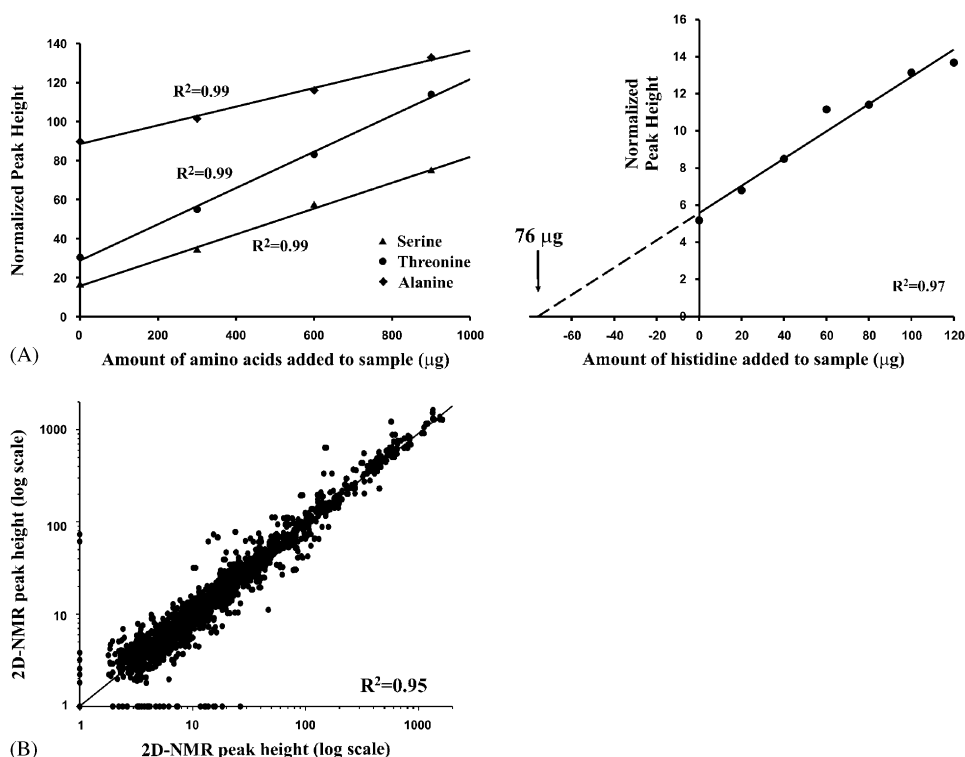 140
120
100
80
60
40
20
0
Normalized Peak Height
R²=0.99
R²=0.99
R²=0.99
Serine
Threonine
Alanine
0 200 400 600 800 1000
Amount of amino acids added to sample (μg)
(A)
16
14
12
10
8
6
4
2
0
Normalized
Peak Height
76 μg
R²=0.97
-60 -40 -20 0 20 40 60 80 100 120
Amount of histidine added to sample (μg)
1000
100
10
1
2D-NMR peak height (log scale)
R²=0.95
1 10 100 1000
2D-NMR peak height (log scale)
(B)